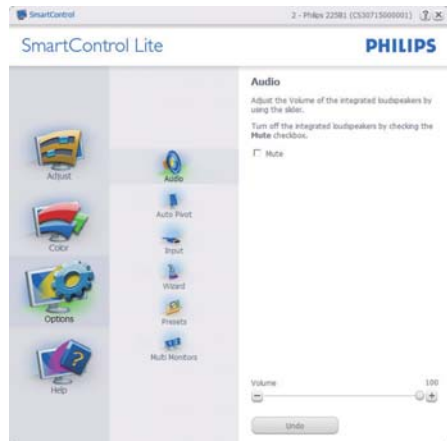 SmartControl
2 - Philips 225B1 (CS30715000001)
SmartControl Lite
PHILIPS
Adjust
Color
Options
Help
Audio
Auto Pivot
Input
Wizard
Presets
Multi Monitors
Audio
Adjust the Volume of the integrated loudspeakers by
using the slider.
Turn off the integrated loudspeakers by checking the
Mute checkbox.
Mute
Volume 100
Undo